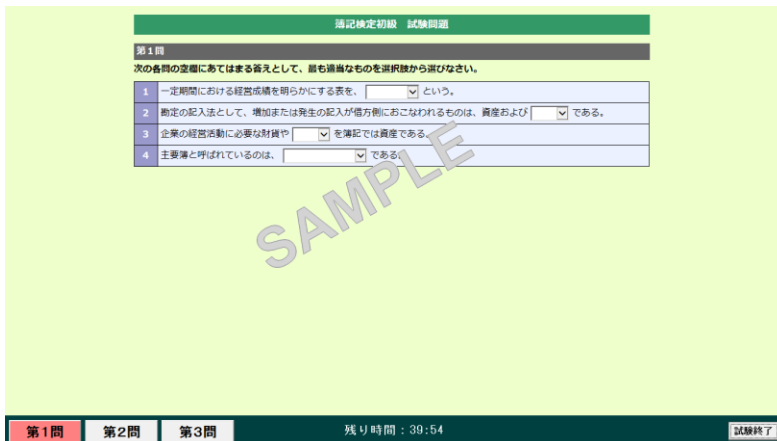 簿記検定初級 試験問題
第1問
次の各問の空欄にあてはまる答えとして、最も適当なものを選択肢から選びなさい。
1 一定期間における経営成績を明らかにする表を、 という。
2 勘定の記入法として、増加または発生の記入が借方側におこなわれるものは、資産および である。
3 企業の経営活動に必要な財貨や を簿記では資産である。
4 主要簿と呼ばれているのは、 である。
SAMPLE
第1問 第2問 第3問 残り時間:39:54 試験終了